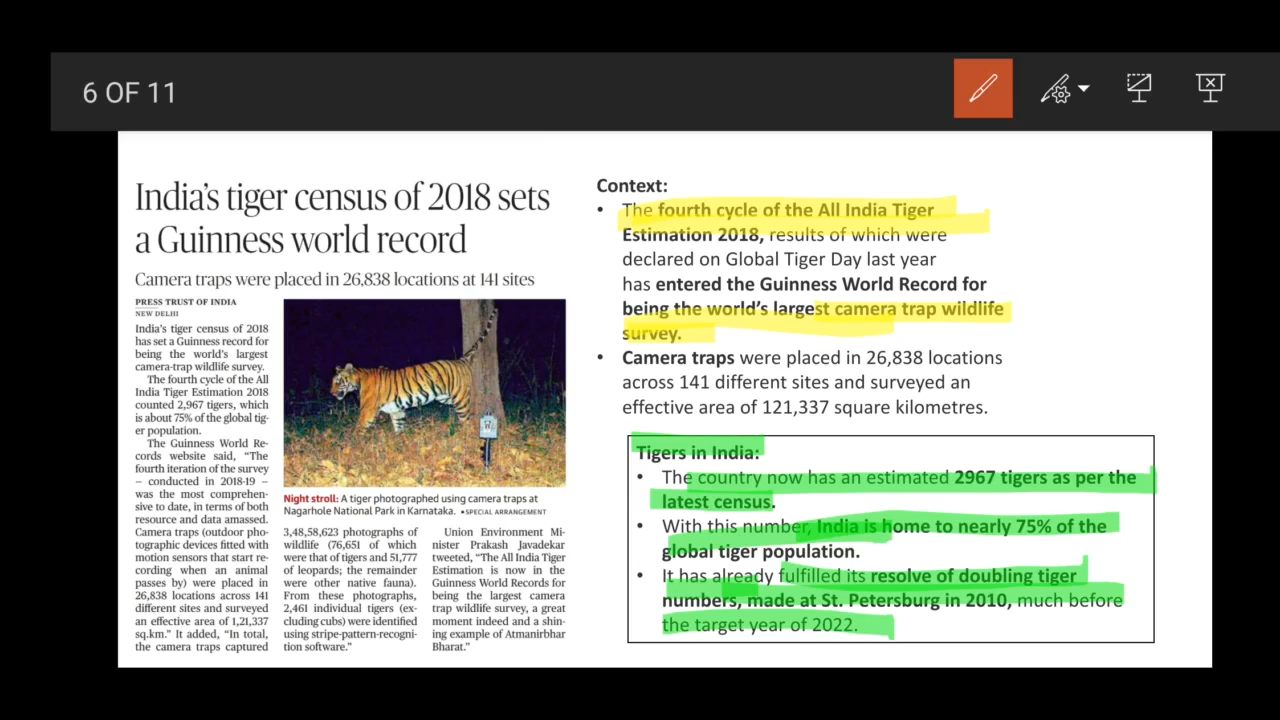 6 OF 11
India's tiger census of 2018 sets
a Guinness world record
Camera traps were placed in 26,838 locations at 141 sites
PRESS TRUST OF INDIA
NEW DELHI
India's tiger census of 2018
has set a Guinness record for
being the world's largest
camera-trap wildlife survey.
The fourth cycle of the All
India Tiger Estimation 2018
counted 2,967 tigers, which
is about 75% of the global tig-
er population.
The Guinness World Re-
cords website said, "The
fourth iteration of the survey
– conducted in 2018-19 –
was the most comprehen-
sive to date, in terms of both
resource and data amassed.
Camera traps (outdoor pho-
tographic devices fitted with
motion sensors that start re-
cording when an animal
passes by) were placed in
26,838 locations across 141
different sites and surveyed
an effective area of 1,21,337
sq.km." It added, "In total,
the camera traps captured
Night stroll: A tiger photographed using camera traps at
Nagarhole National Park in Karnataka. •SPECIAL ARRANGEMENT
3,48,58,623 photographs of
wildlife (76,651 of which
were that of tigers and 51,777
of leopards; the remainder
were other native fauna).
From these photographs,
2,461 individual tigers (ex-
cluding cubs) were identified
using stripe-pattern-recogni-
tion software."
Union Environment Mi-
nister Prakash Javadekar
tweeted, "The All India Tiger
Estimation is now in the
Guinness World Records for
being the largest camera
trap wildlife survey, a great
moment indeed and a shin-
ing example of Atmanirbhar
Bharat."
Context:
• The fourth cycle of the All India Tiger
Estimation 2018, results of which were
declared on Global Tiger Day last year
has entered the Guinness World Record for
being the world's largest camera trap wildlife
survey.
• Camera traps were placed in 26,838 locations
across 141 different sites and surveyed an
effective area of 121,337 square kilometres.
Tigers in India:
• The country now has an estimated 2967 tigers as per the
latest census.
• With this number, India is home to nearly 75% of the
global tiger population.
• It has already fulfilled its resolve of doubling tiger
numbers, made at St. Petersburg in 2010, much before
the target year of 2022.